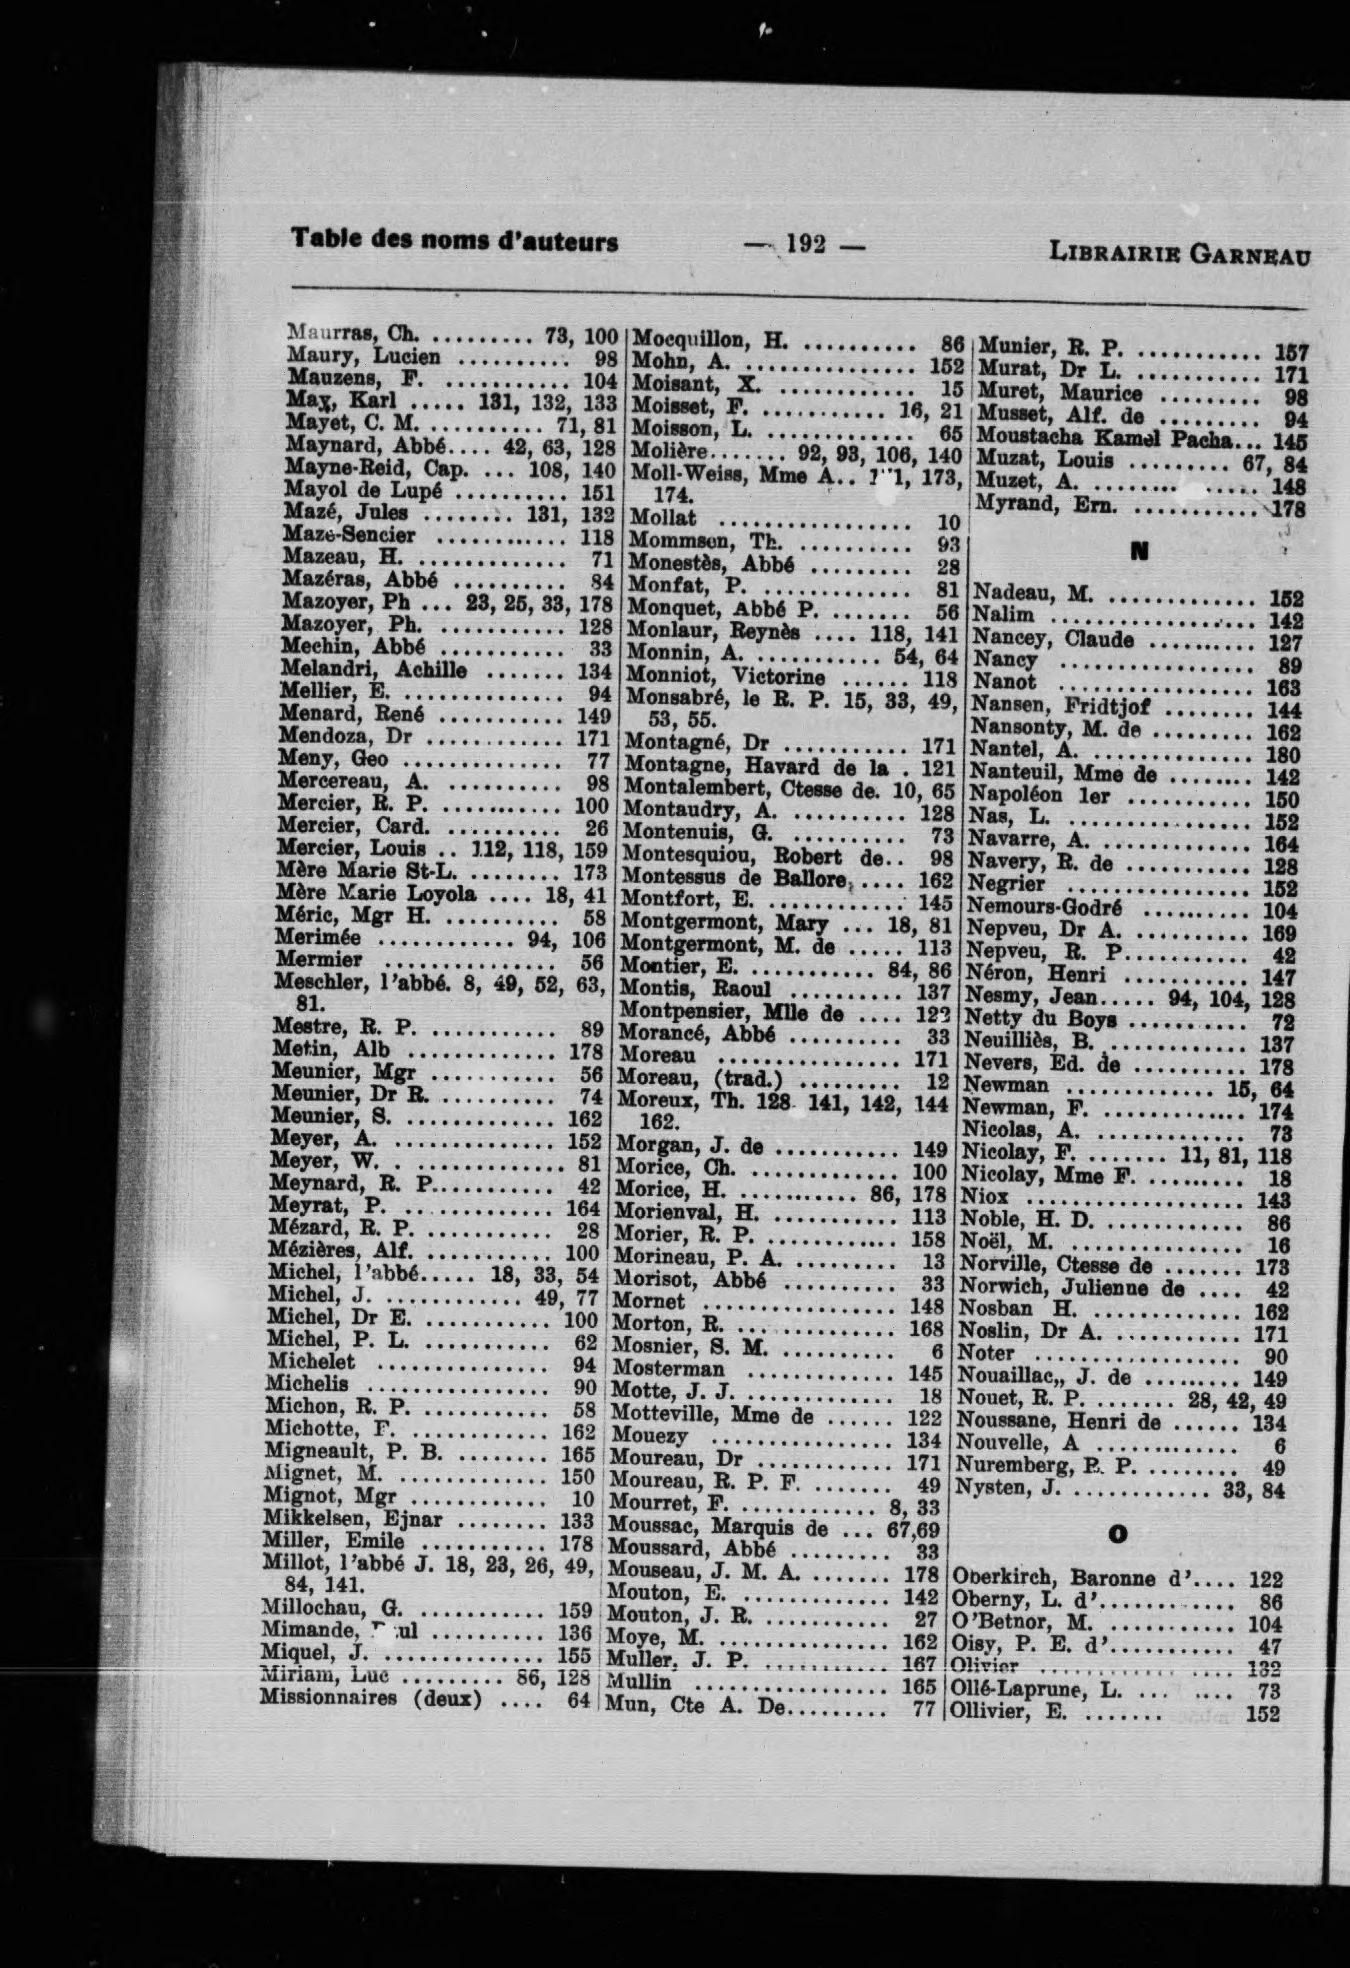 Table des noms d'auteurs — 192 — LIBRAIRIE GARNEAU
Maurras, Ch. .......... 73, 100
Maury, Lucien .......... 98
Mauzens, F. ........... 104
May, Karl ..... 131, 132, 133
Mayet, C. M. .......... 71, 81
Maynard, Abbé.... 42, 63, 128
Mayne-Reid, Cap. ... 108, 140
Mayol de Lupé .......... 151
Mazé, Jules ........ 131, 132
Mazé-Sencier ............ 118
Mazeau, H. ............. 71
Mazéras, Abbé .......... 84
Mazoyer, Ph ... 23, 25, 33, 178
Mazoyer, Ph. ........... 128
Mechin, Abbé ........... 33
Melandri, Achille ....... 134
Mellier, E. .............. 94
Menard, René ........... 149
Mendoza, Dr ............ 171
Meny, Geo .............. 77
Mercereau, A. .......... 98
Mercier, R. P. ........... 100
Mercier, Card. .......... 26
Mercier, Louis .. 112, 118, 159
Mère Marie St-L. ........ 173
Mère Marie Loyola .... 18, 41
Méric, Mgr H. .......... 58
Merimée ............ 94, 106
Mermier ............... 56
Meschler, l'abbé. 8, 49, 52, 63,
81.
Mestre, R. P. ........... 89
Metin, Alb ............. 178
Meunier, Mgr ........... 56
Meunier, Dr R. .......... 74
Meunier, S. ............. 162
Meyer, A. .............. 152
Meyer, W. . ............. 81
Meynard, R. P........... 42
Meyrat, P. ............. 164
Mézard, R. P. ........... 28
Mézières, Alf. ........... 100
Michel, l'abbé..... 18, 33, 54
Michel, J. ............ 49, 77
Michel, Dr E. ........... 100
Michel, P. L. ........... 62
Michelet ............... 94
Michelis ................ 90
Michon, R. P. ........... 58
Michotte, F. ............ 162
Migneault, P. B. ........ 165
Mignet, M. ............. 150
Mignot, Mgr ............ 10
Mikkelsen, Ejnar ........ 133
Miller, Emile ........... 178
Millot, l'abbé J. 18, 23, 26, 49,
84, 141.
Millochau, G. ........... 159
Mimande, .......... 136
Miquel, J. .............. 155
Miriam, Luc ......... 86, 128
Missionnaires (deux) .... 64
Mocquillon, H. .......... 86
Mohn, A. ............... 152
Moisant, X. ............ 15
Moisset, F. ........... 16, 21
Moisson, L. ............. 65
Molière....... 92, 93, 106, 140
Moll-Weiss, Mme A.. 173,
174.
Mollat ................. 10
Mommsen, Th. .......... 93
Monestès, Abbé ......... 28
Monfat, P. ............. 81
Monquet, Abbé P. ....... 56
Monlaur, Reynès .... 118, 141
Monnin, A. ........... 54, 64
Monniot, Victorine ...... 118
Monsabré, le R. P. 15, 33, 49,
53, 55.
Montagné, Dr ........... 171
Montagne, Havard de la . 121
Montalembert, Ctesse de. 10, 65
Montaudry, A. .......... 128
Montenuis, G. .......... 73
Montesquiou, Robert de.. 98
Montessus de Ballore, .... 162
Montfort, E. ............ 145
Montgermont, Mary ... 18, 81
Montgermont, M. de ..... 113
Montier, E. ........... 84, 86
Montis, Raoul .......... 137
Montpensier, Mlle de .... 122
Morancé, Abbé .......... 33
Moreau ................ 171
Moreau, (trad.) ......... 12
Moreux, Th. 128 141, 142, 144
162.
Morgan, J. de ........... 149
Morice, Ch. ............. 100
Morice, H. ........... 86, 178
Morienval, H. ........... 113
Morier, R. P. ............ 158
Morineau, P. A. ......... 13
Morisot, Abbé .......... 33
Mornet ................. 148
Morton, R. .............. 168
Mosnier, S. M. .......... 6
Mosterman ............. 145
Motte, J. J. ............. 18
Motteville, Mme de ...... 122
Mouezy ................ 134
Moureau, Dr ............ 171
Moureau, R. P. F. ....... 49
Mourret, F. ............ 8, 33
Moussac, Marquis de ... 67,69
Moussard, Abbé ......... 33
Mouseau, J. M. A. ....... 178
Mouton, E. ............. 142
Mouton, J. R. ........... 27
Moye, M. ............... 162
Muller, J. P. ........... 167
Mullin ................. 165
Mun, Cte A. De......... 77
Munier, R. P. ........... 157
Murat, Dr L. ........... 171
Muret, Maurice ......... 98
Musset, Alf. de ......... 94
Moustacha Kamel Pacha... 145
Muzat, Louis ......... 67, 84
Muzet, A. ............. 148
Myrand, Ern. ........... 178
N
Nadeau, M. ............. 152
Nalim .................. 142
Nancey, Claude .......... 127
Nancy ................. 89
Nanot ................. 163
Nansen, Fridtjof ........ 144
Nansonty, M. de ......... 162
Nantel, A. .............. 180
Nanteuil, Mme de ........ 142
Napoléon 1er ........... 150
Nas, L. ................ 152
Navarre, A. ............. 164
Navery, R. de ........... 128
Negrier ................ 152
Nemours-Godré .......... 104
Nepveu, Dr A. .......... 169
Nepveu, R. P........... 42
Néron, Henri ........... 147
Nesmy, Jean..... 94, 104, 128
Netty du Boys .......... 72
Neuilliès, B. ............ 137
Nevers, Ed. de .......... 178
Newman ............. 15, 64
Newman, F. ............. 174
Nicolas, A. ............. 73
Nicolay, F. ....... 11, 81, 118
Nicolay, Mme F. ......... 18
Niox ................... 143
Noble, H. D. ............ 86
Noël, M. ............... 16
Norville, Ctesse de ....... 173
Norwich, Julienne de .... 42
Nosban H. ............. 162
Noslin, Dr A. ........... 171
Noter .................. 90
Nouaillac,, J. de ......... 149
Nouet, R. P. ....... 28, 42, 49
Noussane, Henri de ...... 134
Nouvelle, A ............. 6
Nuremberg, R. P. ......... 49
Nysten, J. ............ 33, 84
O
Oberkirch, Baronne d'.... 122
Oberny, L. d'............ 86
O'Betnor, M. ........... 104
Oisy, P. E. d'........... 47
Olivier ................. 132
Ollé-Laprune, L. ... .... 73
Ollivier, E. ....... 152